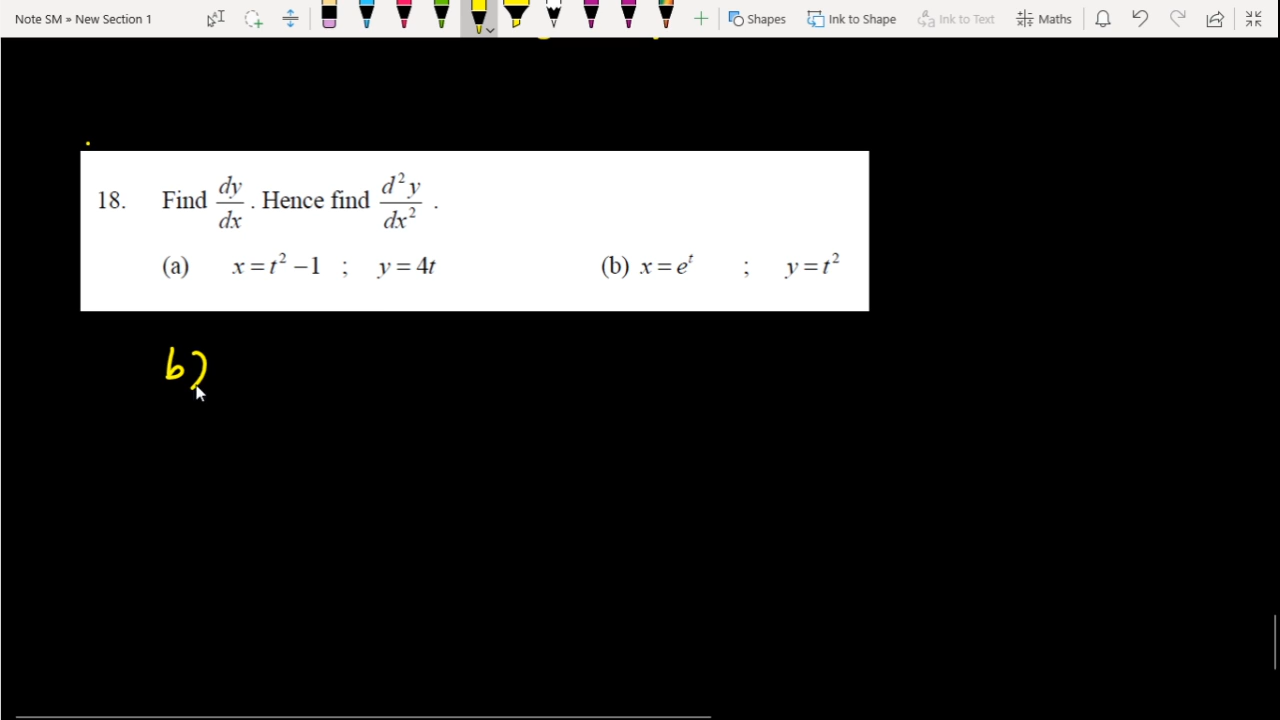 Note SM » New Section 1 Shapes Ink to Shape Ink to Text Maths
18. Find dy/dx . Hence find d²y/dx² .
(a) x = t² − 1 ; y = 4t (b) x = eᵗ ; y = t²
b)